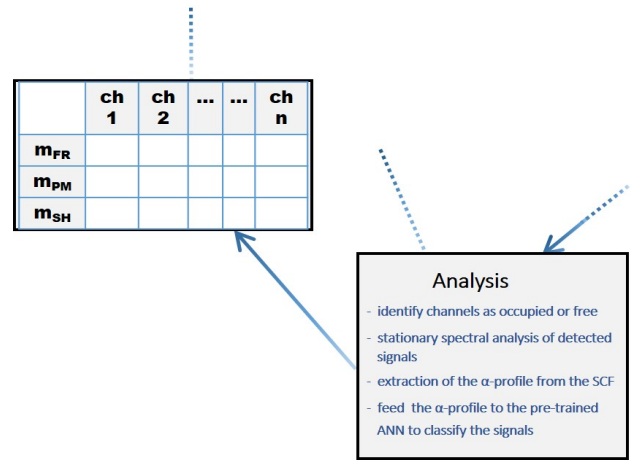 ch 1 ch 2 ... ... ch n
mFR
mPM
mSH
Analysis
- identify channels as occupied or free
- stationary spectral analysis of detected
signals
- extraction of the α-profile from the SCF
- feed the α-profile to the pre-trained
ANN to classify the signals